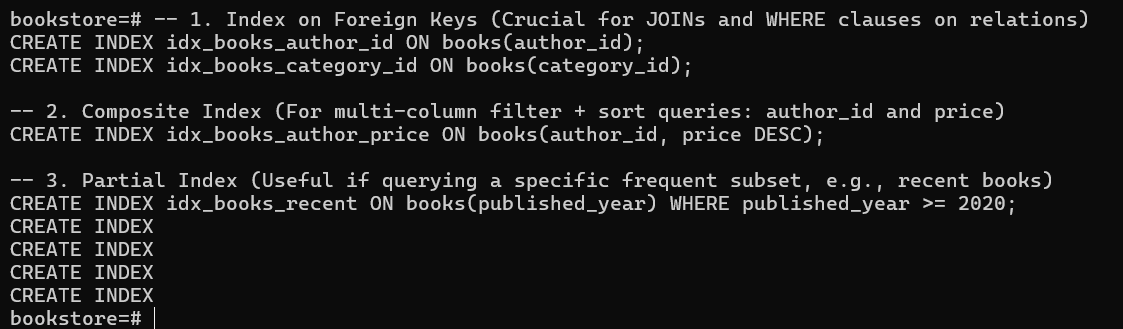 bookstore=# -- 1. Index on Foreign Keys (Crucial for JOINs and WHERE clauses on relations)
CREATE INDEX idx_books_author_id ON books(author_id);
CREATE INDEX idx_books_category_id ON books(category_id);
-- 2. Composite Index (For multi-column filter + sort queries: author_id and price)
CREATE INDEX idx_books_author_price ON books(author_id, price DESC);
-- 3. Partial Index (Useful if querying a specific frequent subset, e.g., recent books)
CREATE INDEX idx_books_recent ON books(published_year) WHERE published_year >= 2020;
CREATE INDEX
CREATE INDEX
CREATE INDEX
CREATE INDEX
bookstore=#